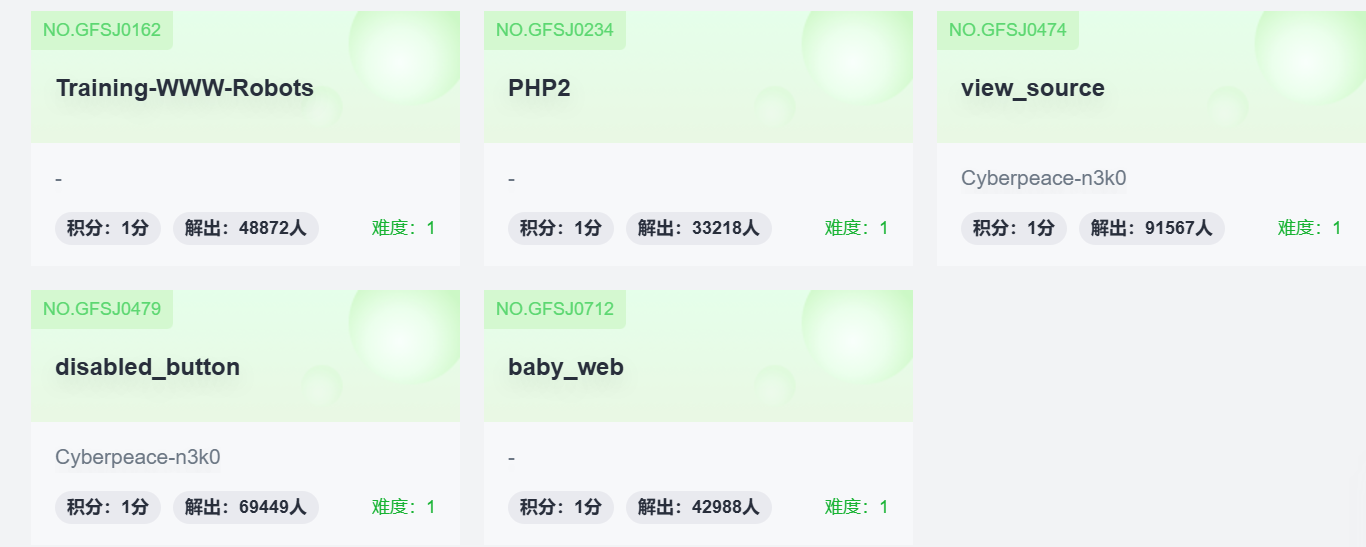 NO.GFSJ0162
Training-WWW-Robots
-
积分：1分 解出：48872人 难度：1
NO.GFSJ0234
PHP2
-
积分：1分 解出：33218人 难度：1
NO.GFSJ0474
view_source
Cyberpeace-n3k0
积分：1分 解出：91567人 难度：1
NO.GFSJ0479
disabled_button
Cyberpeace-n3k0
积分：1分 解出：69449人 难度：1
NO.GFSJ0712
baby_web
-
积分：1分 解出：42988人 难度：1